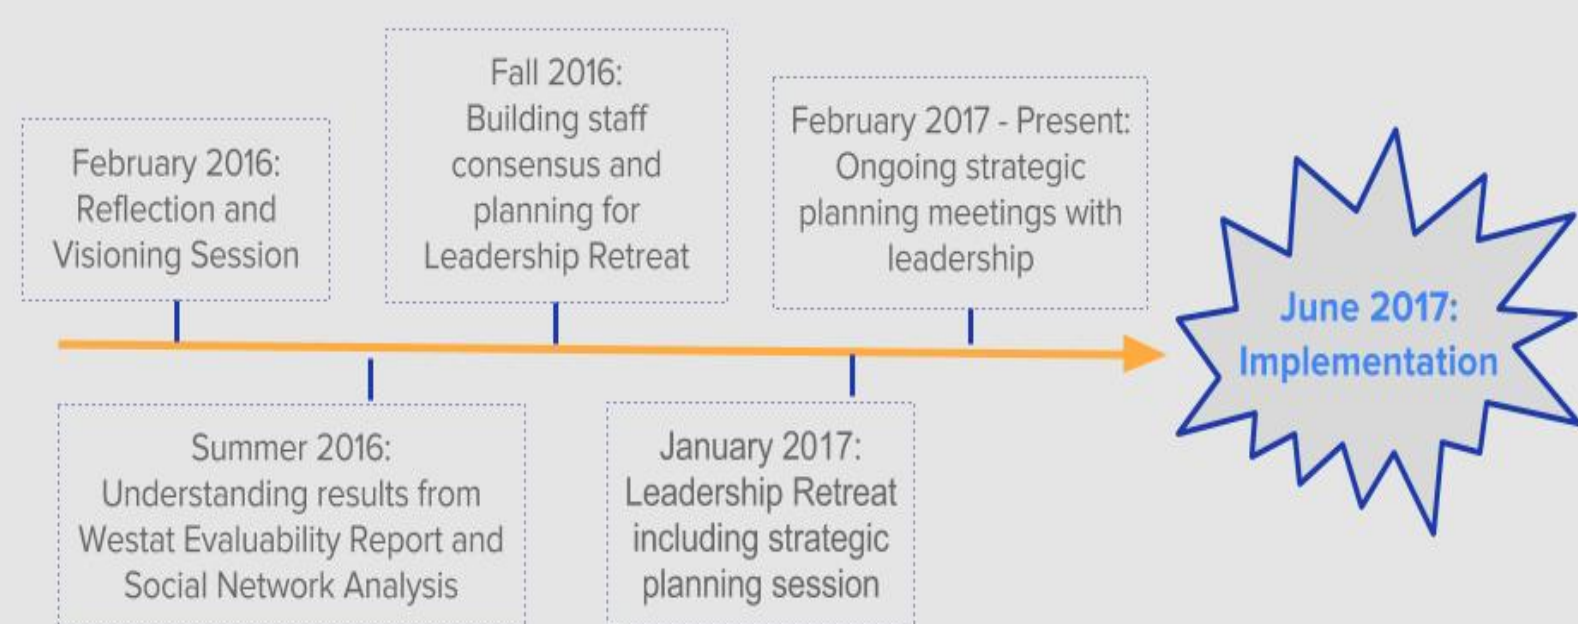 February 2016:
Reflection and
Visioning Session
Fall 2016:
Building staff
consensus and
planning for
Leadership Retreat
February 2017 - Present:
Ongoing strategic
planning meetings with
leadership
June 2017:
Implementation
Summer 2016:
Understanding results from
Westat Evaluability Report and
Social Network Analysis
January 2017:
Leadership Retreat
including strategic
planning session